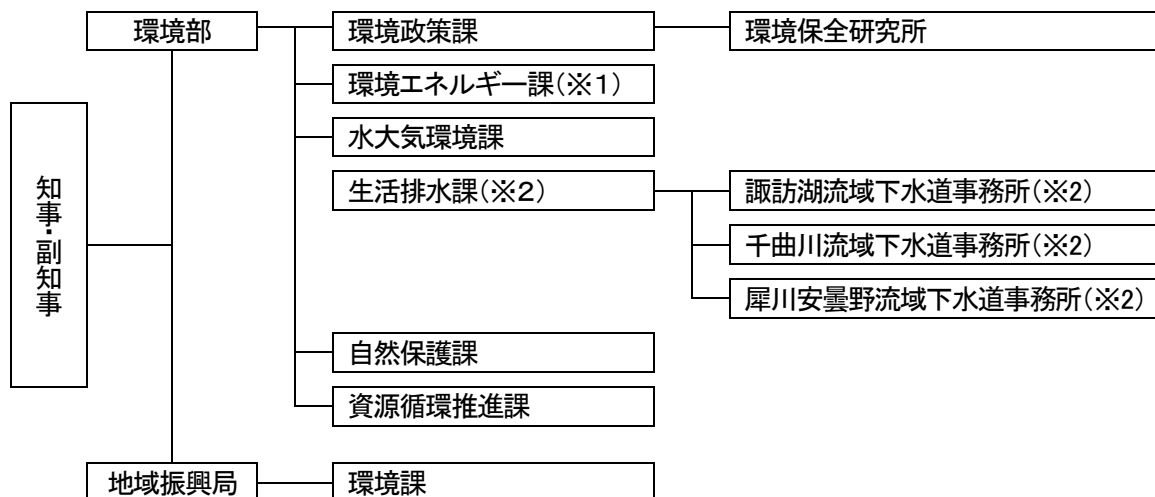 環境部
環境政策課
環境保全研究所
環境エネルギー課(※1)
水大気環境課
生活排水課(※2)
諏訪湖流域下水道事務所(※2)
千曲川流域下水道事務所(※2)
犀川安曇野流域下水道事務所(※2)
知事・副知事
自然保護課
資源循環推進課
地域振興局
環境課